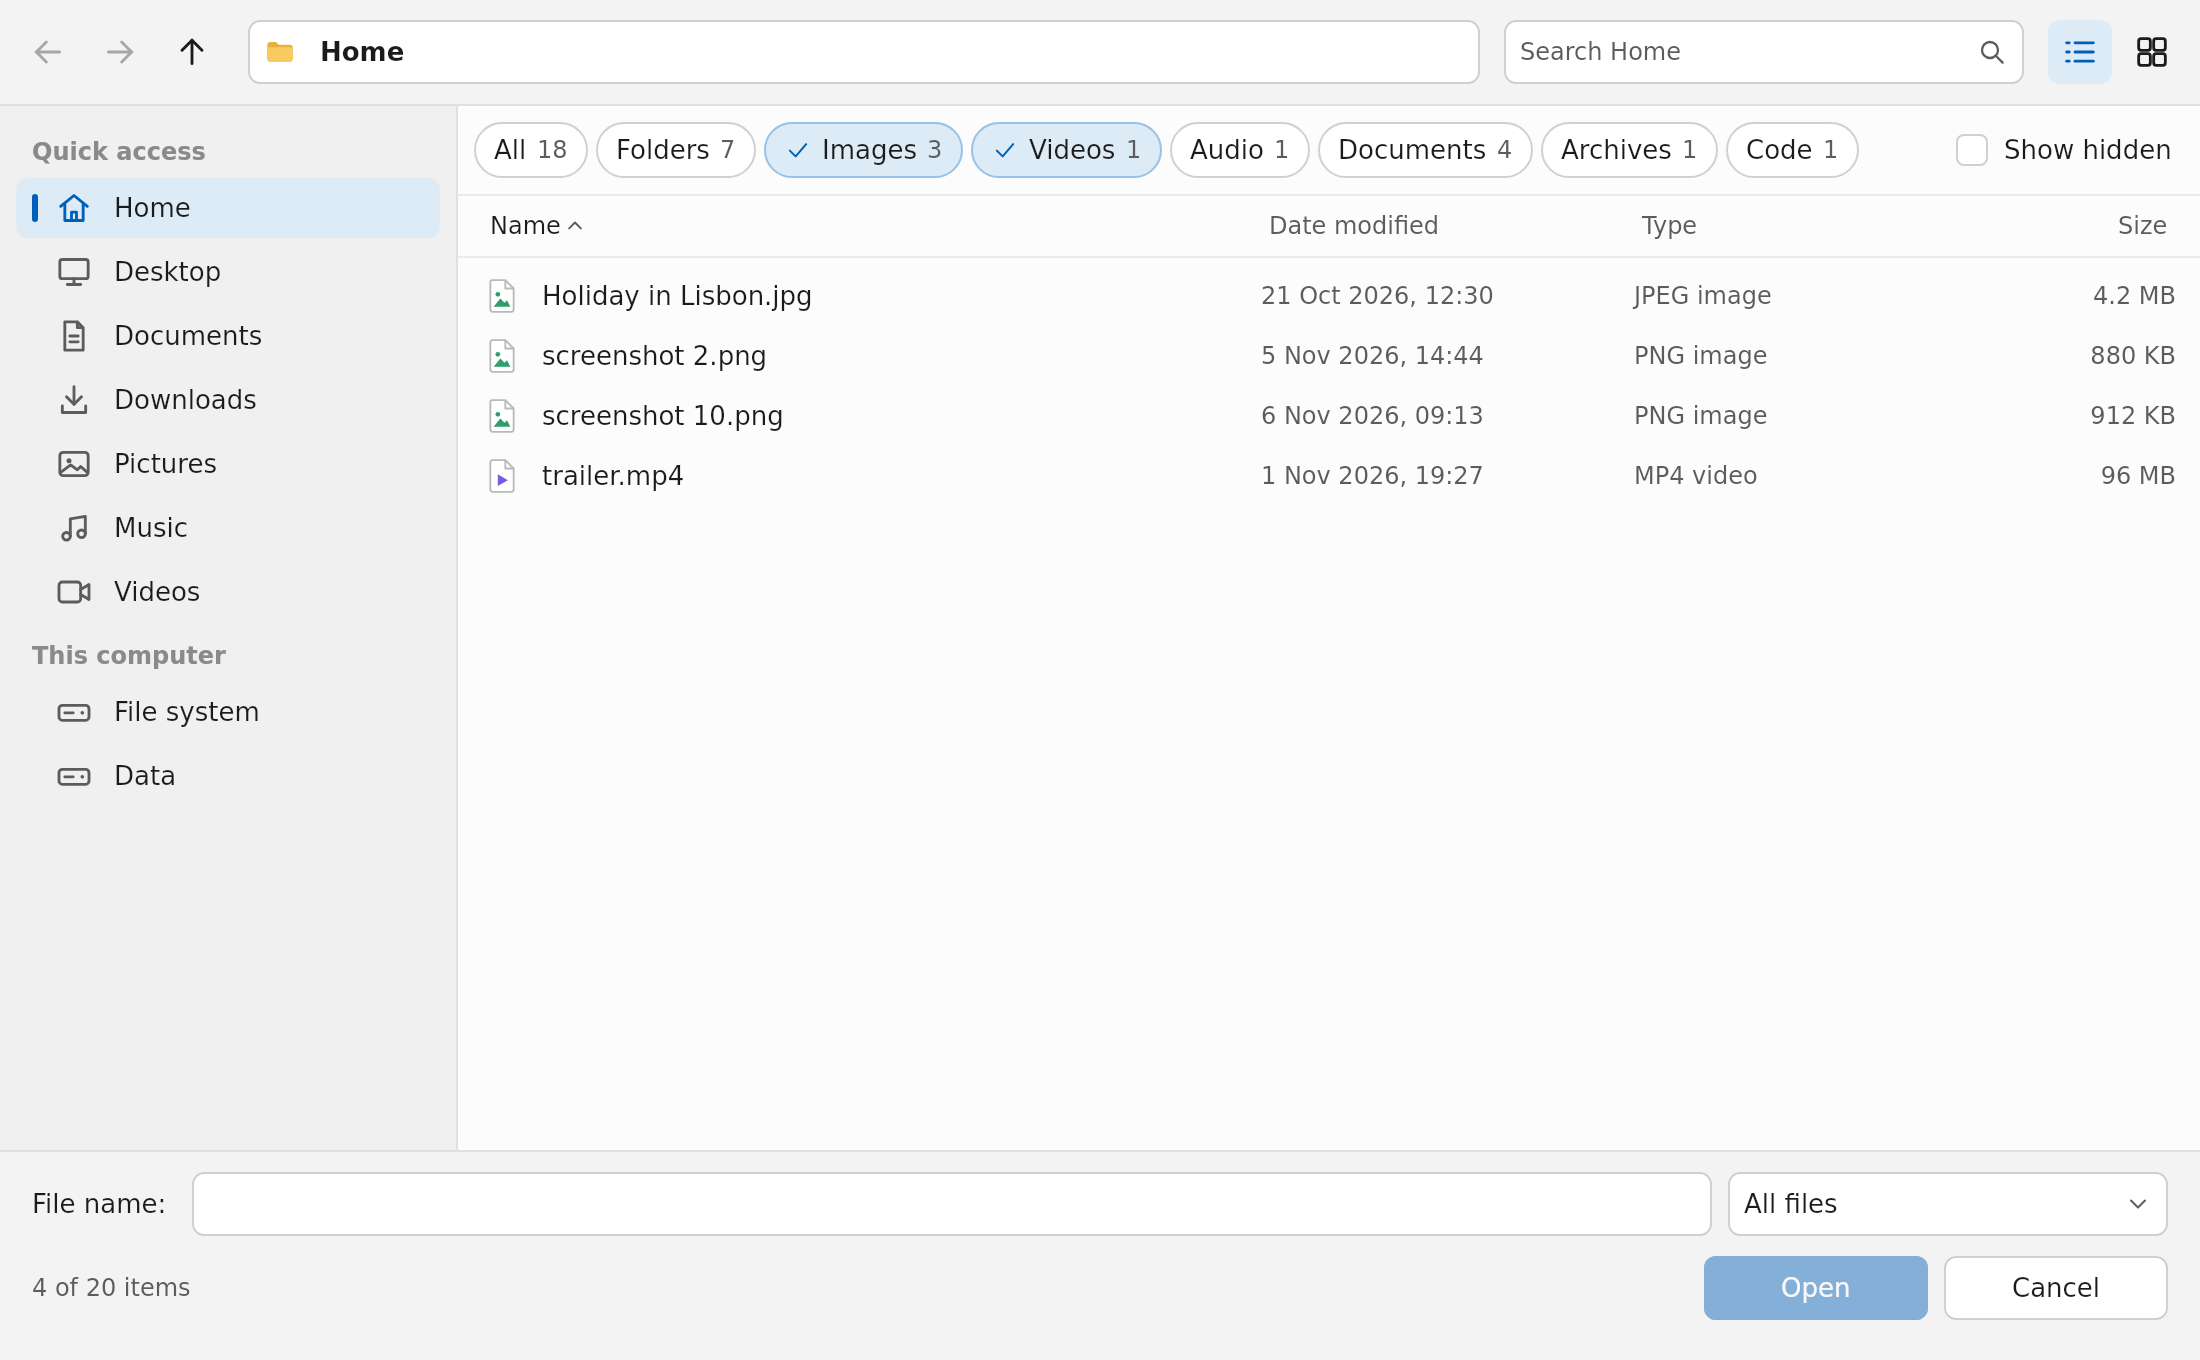 Home
Search Home
Quick access
Home
Desktop
Documents
Downloads
Pictures
Music
Videos
This computer
File system
Data
All 18 Folders 7 Images 3 Videos 1 Audio 1 Documents 4 Archives 1 Code 1 Show hidden
Name Date modified Type Size
Holiday in Lisbon.jpg 21 Oct 2026, 12:30 JPEG image 4.2 MB
screenshot 2.png 5 Nov 2026, 14:44 PNG image 880 KB
screenshot 10.png 6 Nov 2026, 09:13 PNG image 912 KB
trailer.mp4 1 Nov 2026, 19:27 MP4 video 96 MB
File name: All files
4 of 20 items Open Cancel